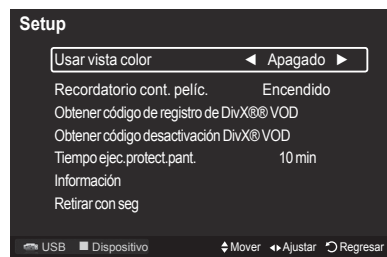 Setup
Usar vista color ◀ Apagado ▶
Recordatorio cont. pelíc. Encendido
Obtener código de registro de DivX®® VOD
Obtener código desactivación DivX® VOD
Tiempo ejec.protect.pant. 10 min
Información
Retirar con seg
USB Dispositivo Mover Ajustar Regresar